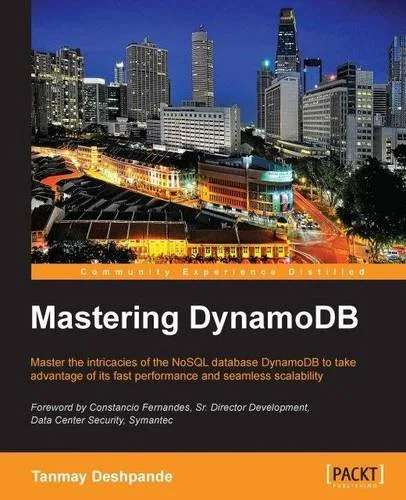 Community Experience Distilled
Mastering DynamoDB
Master the intricacies of the NoSQL database DynamoDB to take
advantage of its fast performance and seamless scalability
Foreword by Constancio Fernandes, Sr. Director Development,
Data Center Security, Symantec
Tanmay Deshpande
[PACKT]
PUBLISHING